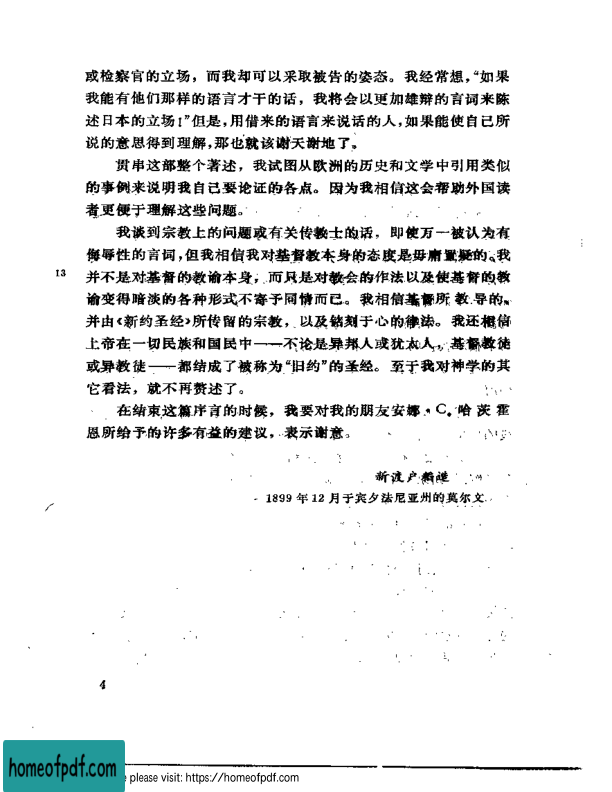 或检察官的立场，而我却可以采取被告的姿态。我经常想，“如果
我能有他们那样的语言才干的话，我将会以更加雄辩的言词来陈
述日本的立场！”但是，用借来的语言来说话的人，如果能使自己所
说的意思得到理解，那也就该谢天谢地了。
贯串这部整个著述，我试图从欧洲的历史和文学中引用类似
的事例来说明我自己要论证的各点。因为我相信这会帮助外国读
者更便于理解这些问题。
我谈到宗教上的问题或有关传教士的话，即使万一被认为有
侮辱性的言词，但我相信我对基督教本身的态度是毋庸置疑的。我
13
并不是对基督的教谕本身，而只是对教会的作法以及使基督的教
谕变得暗淡的各种形式不寄予同情而已。我相信基督所教导的，
并由《新约圣经》所传留的宗教，以及铭刻于心的律法。我还相信
上帝在一切民族和国民中——不论是异邦人或犹太人，基督教徒
或异教徒——都结成了被称为“旧约”的圣经。至于我对神学的其
它看法，就不再赘述了。
在结束这篇序言的时候，我要对我的朋友安娜·C.哈茨霍
恩所给予的许多有益的建议，表示谢意。
新渡户稻造
1899年12月于宾夕法尼亚州的莫尔文
4
homeofpdf.com
e please visit: https://homeofpdf.com